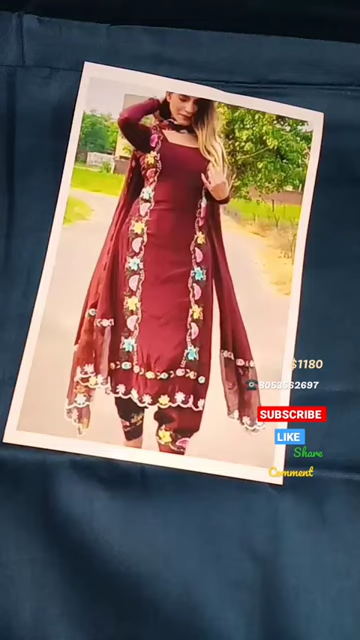 $1180
8053562697
SUBSCRIBE
LIKE
Share
Comment